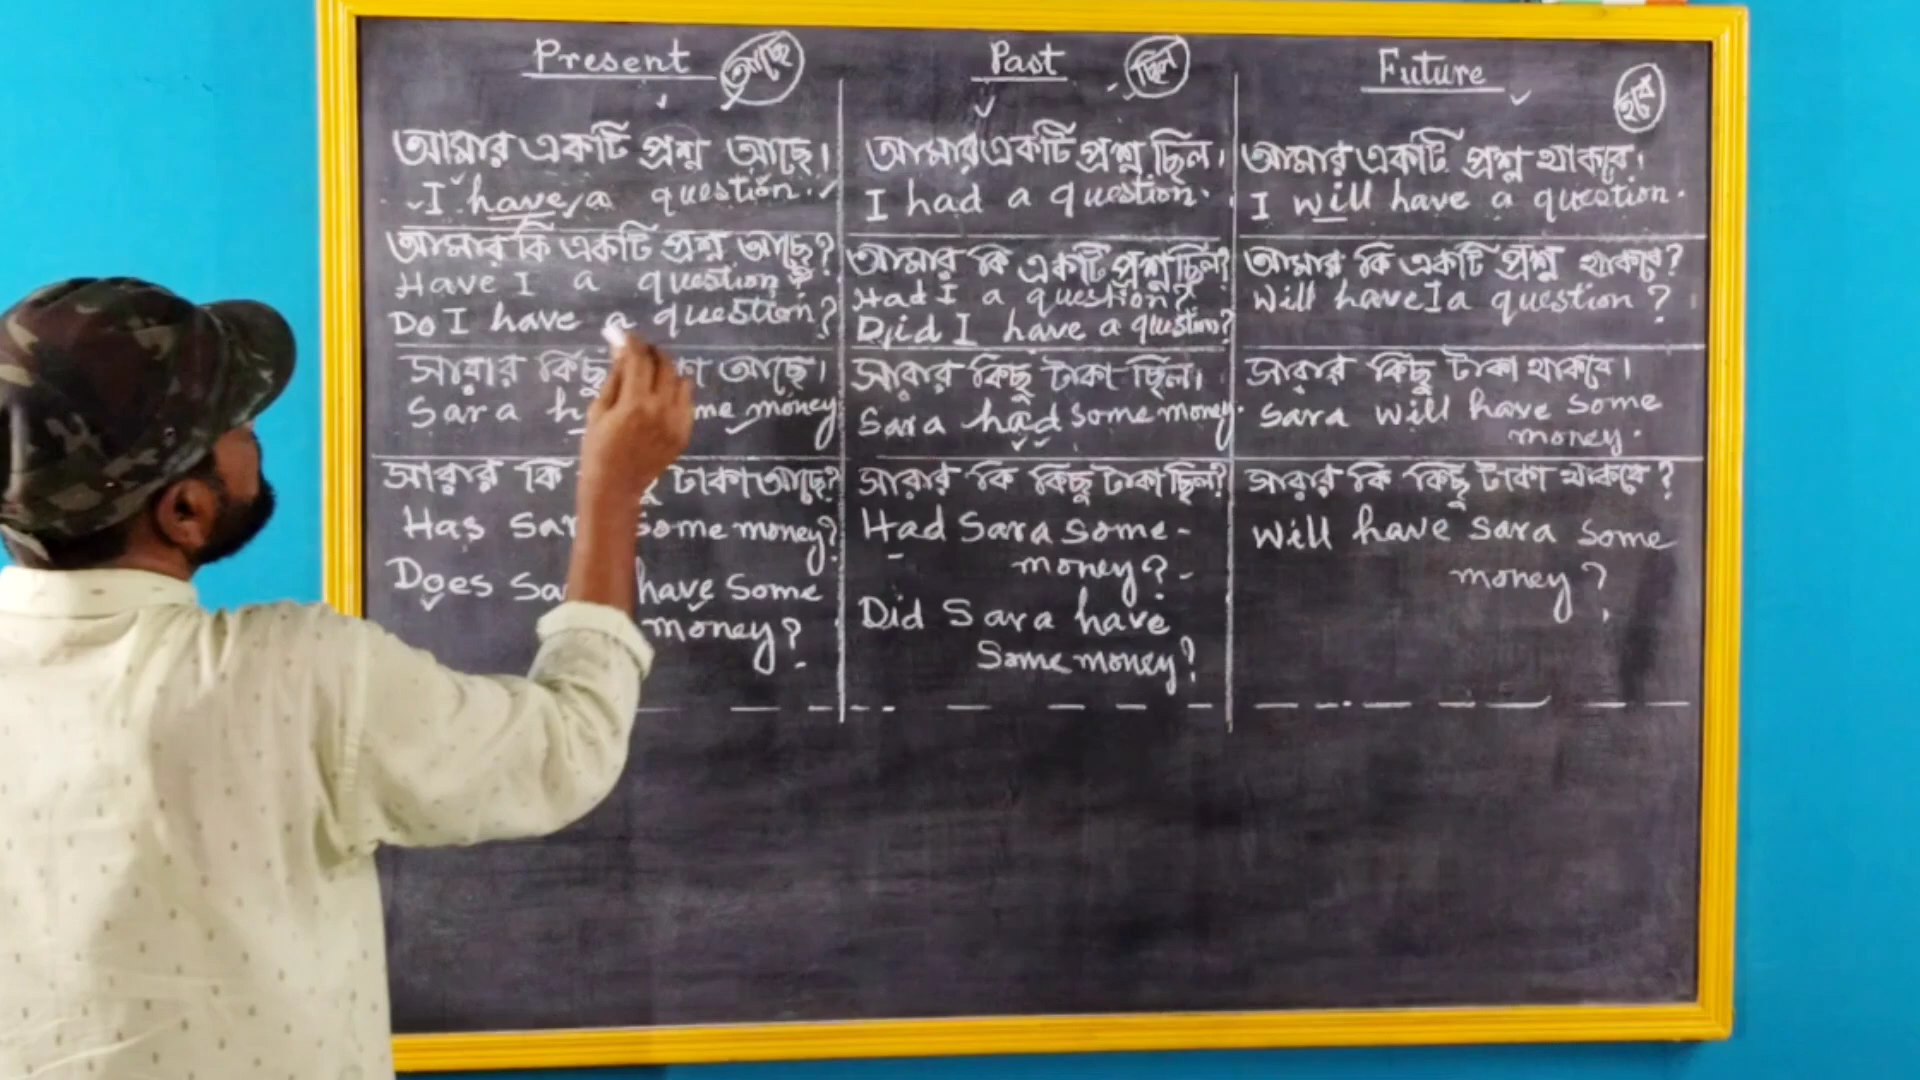 Present আছে
আমার একটি প্রশ্ন আছে।
I have a question.
আমার কি একটি প্রশ্ন আছে?
Have I a question?
Do I have a question?
সারার কিছু আছে।
Sara money
সারার কি টাকা আছে?
Has some money?
Does have some
money?
Past ছিল
আমার একটি প্রশ্ন ছিল।
I had a question.
আমার কি একটি প্রশ্ন ছিল?
Had I a question?
Did I have a question?
সারার কিছু টাকা ছিল।
Sara had some money.
সারার কি কিছু টাকা ছিল?
Had Sara some-
money?
Did Sara have
Some money?
Future হবে
আমার একটি প্রশ্ন থাকবে।
I will have a question.
আমার কি একটি প্রশ্ন থাকবে?
Will have I a question?
সারার কিছু টাকা থাকবে।
Sara will have some
money.
সারার কি কিছু টাকা থাকবে?
Will have Sara some
money?